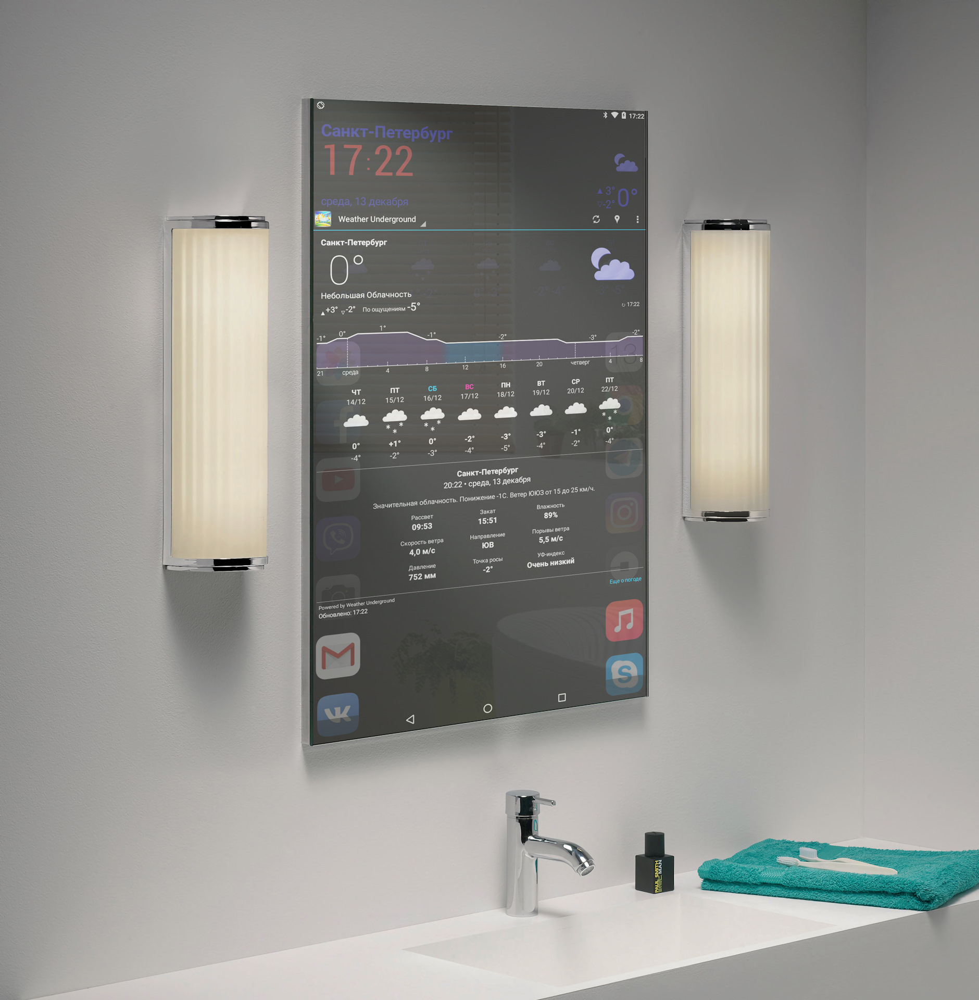 17:22
Санкт-Петербург
17:22
▲ 3°
▽-2° 0°
среда, 13 декабря
Weather Underground
Санкт-Петербург
0°
Небольшая Облачность
▲+3° ▽-2° По ощущениям -5°
17:22
-1° 0° 1° -1° -2° -3° -2°
21 среда 4 8 12 16 20 четверг 4 8
ЧТ ПТ СБ ВС ПН ВТ СР ПТ
14/12 15/12 16/12 17/12 18/12 19/12 20/12 22/12
0° +1° 0° -2° -3° -3° -1° 0°
-4° -2° -3° -4° -5° -4° -2° -4°
Санкт-Петербург
20:22 • среда, 13 декабря
Значительная облачность. Понижение -1C. Ветер ЮЮЗ от 15 до 25 км/ч.
Рассвет Закат Влажность
09:53 15:51 89%
Скорость ветра Направление Порывы ветра
4,0 м/с ЮВ 5,5 м/с
Давление Точка росы УФ-индекс
752 мм -2° Очень низкий
Еще о погоде
Powered by Weather Underground
Обновлено: 17:22
13
PAUL SMITH
MAN